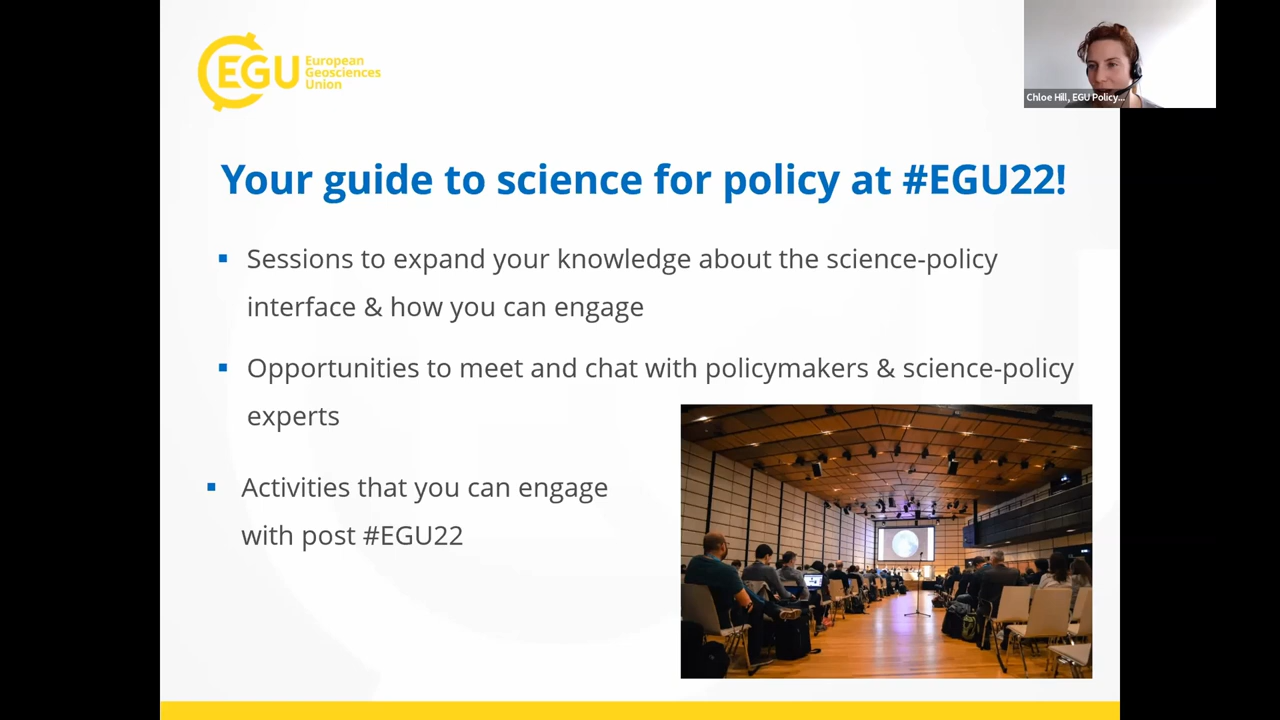 EGU
European
Geosciences
Union
Chloe Hill, EGU Policy...
Your guide to science for policy at #EGU22!
Sessions to expand your knowledge about the science-policy
interface & how you can engage
Opportunities to meet and chat with policymakers & science-policy
experts
Activities that you can engage
with post #EGU22